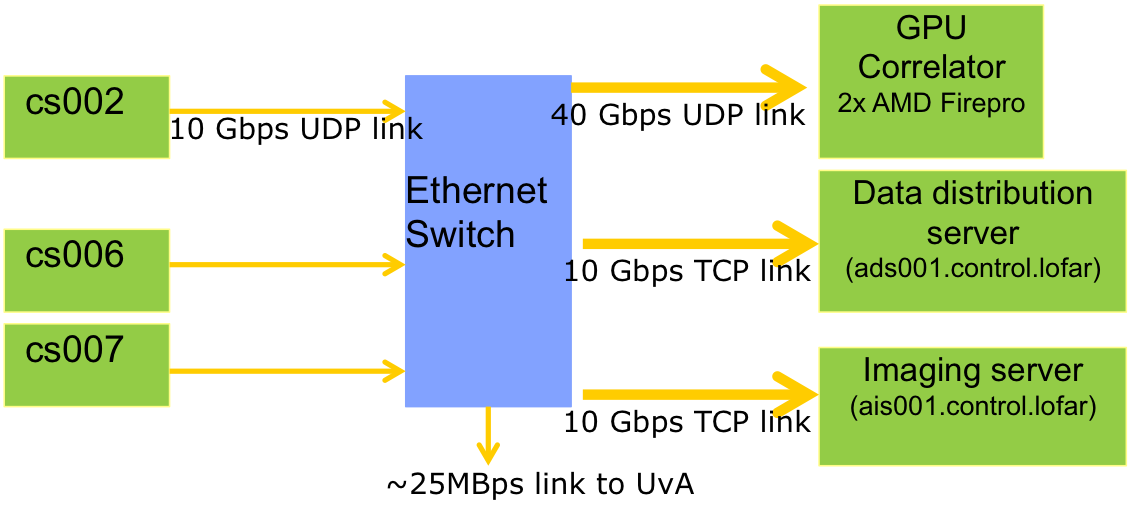 cs002
10 Gbps UDP link
cs006
cs007
Ethernet
Switch
~25MBps link to UvA
40 Gbps UDP link
10 Gbps TCP link
10 Gbps TCP link
GPU
Correlator
2x AMD Firepro
Data distribution
server
(ads001.control.lofar)
Imaging server
(ais001.control.lofar)